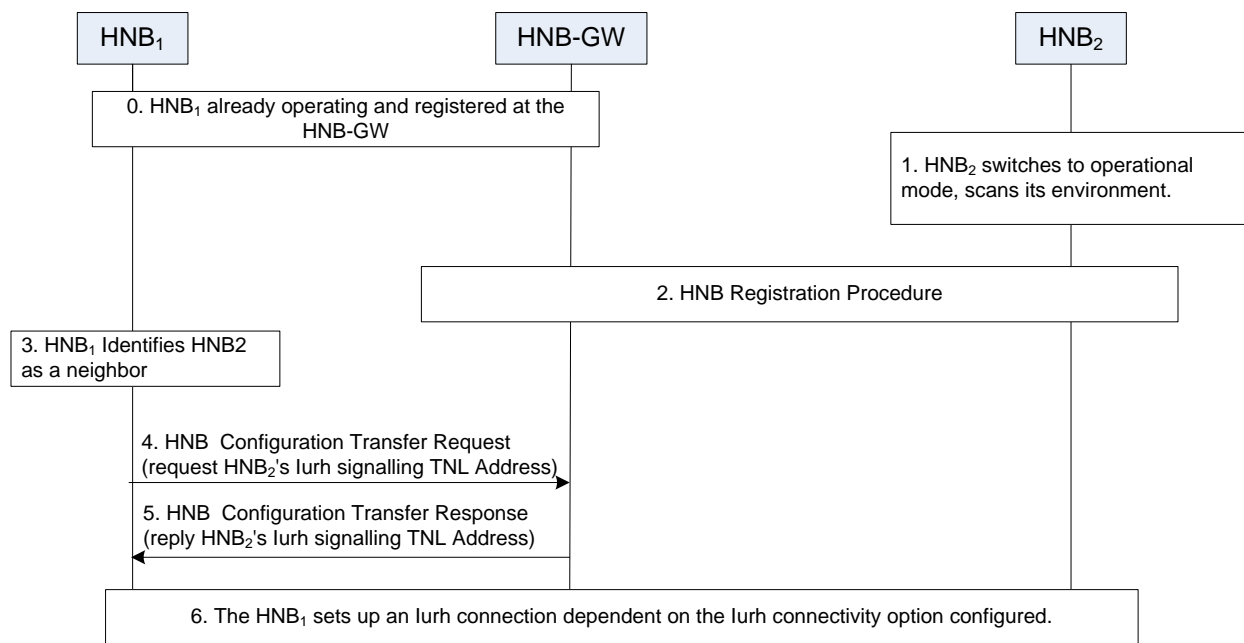 HNB₁
HNB-GW
HNB₂
0. HNB₁ already operating and registered at the
HNB-GW
1. HNB₂ switches to operational
mode, scans its environment.
2. HNB Registration Procedure
3. HNB₁ Identifies HNB2
as a neighbor
4. HNB Configuration Transfer Request
(request HNB₂'s Iurh signalling TNL Address)
5. HNB Configuration Transfer Response
(reply HNB₂'s Iurh signalling TNL Address)
6. The HNB₁ sets up an Iurh connection dependent on the Iurh connectivity option configured.